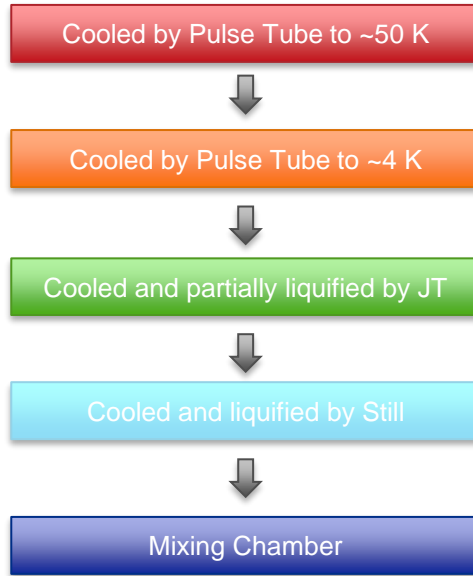 Cooled by Pulse Tube to ~50 K
Cooled by Pulse Tube to ~4 K
Cooled and partially liquified by JT
Cooled and liquified by Still
Mixing Chamber